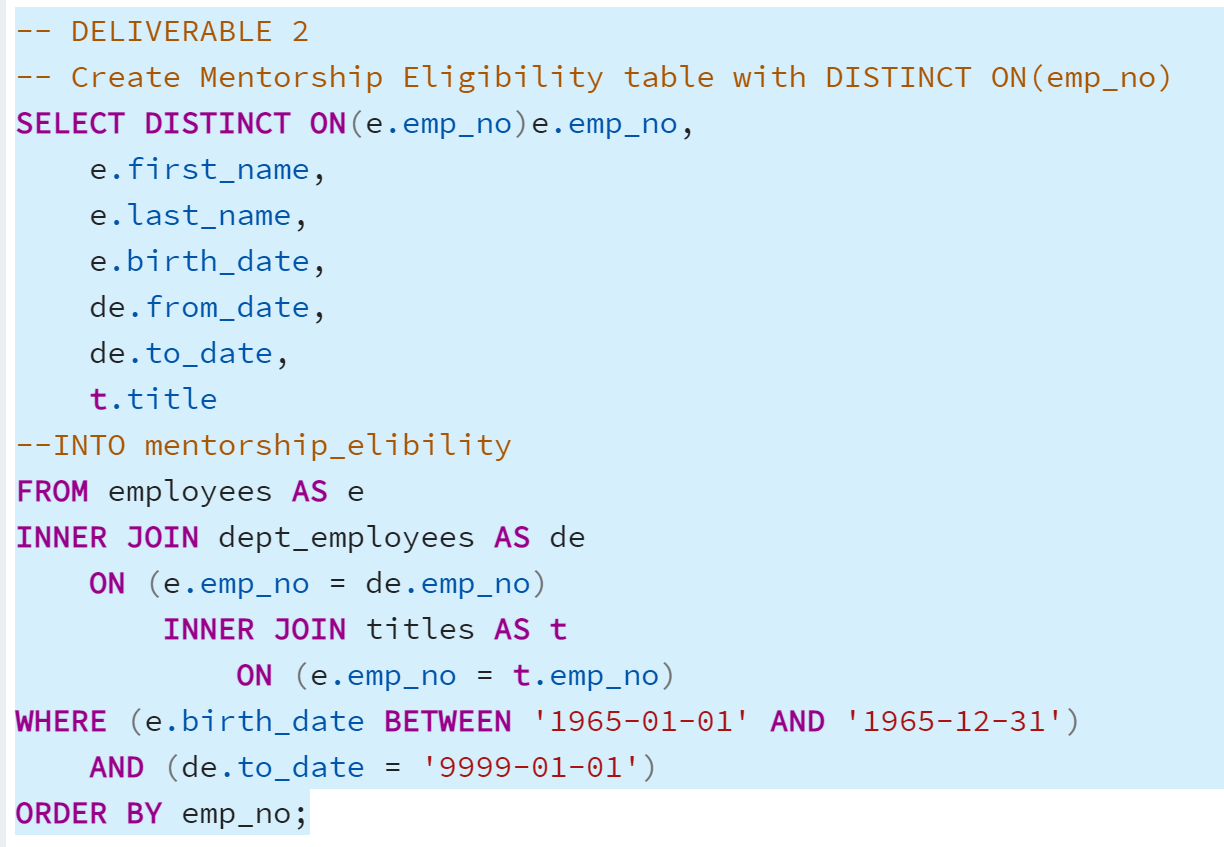 -- DELIVERABLE 2
-- Create Mentorship Eligibility table with DISTINCT ON(emp_no)
SELECT DISTINCT ON(e.emp_no)e.emp_no,
    e.first_name,
    e.last_name,
    e.birth_date,
    de.from_date,
    de.to_date,
    t.title
--INTO mentorship_elibility
FROM employees AS e
INNER JOIN dept_employees AS de
    ON (e.emp_no = de.emp_no)
        INNER JOIN titles AS t
            ON (e.emp_no = t.emp_no)
WHERE (e.birth_date BETWEEN '1965-01-01' AND '1965-12-31')
    AND (de.to_date = '9999-01-01')
ORDER BY emp_no;